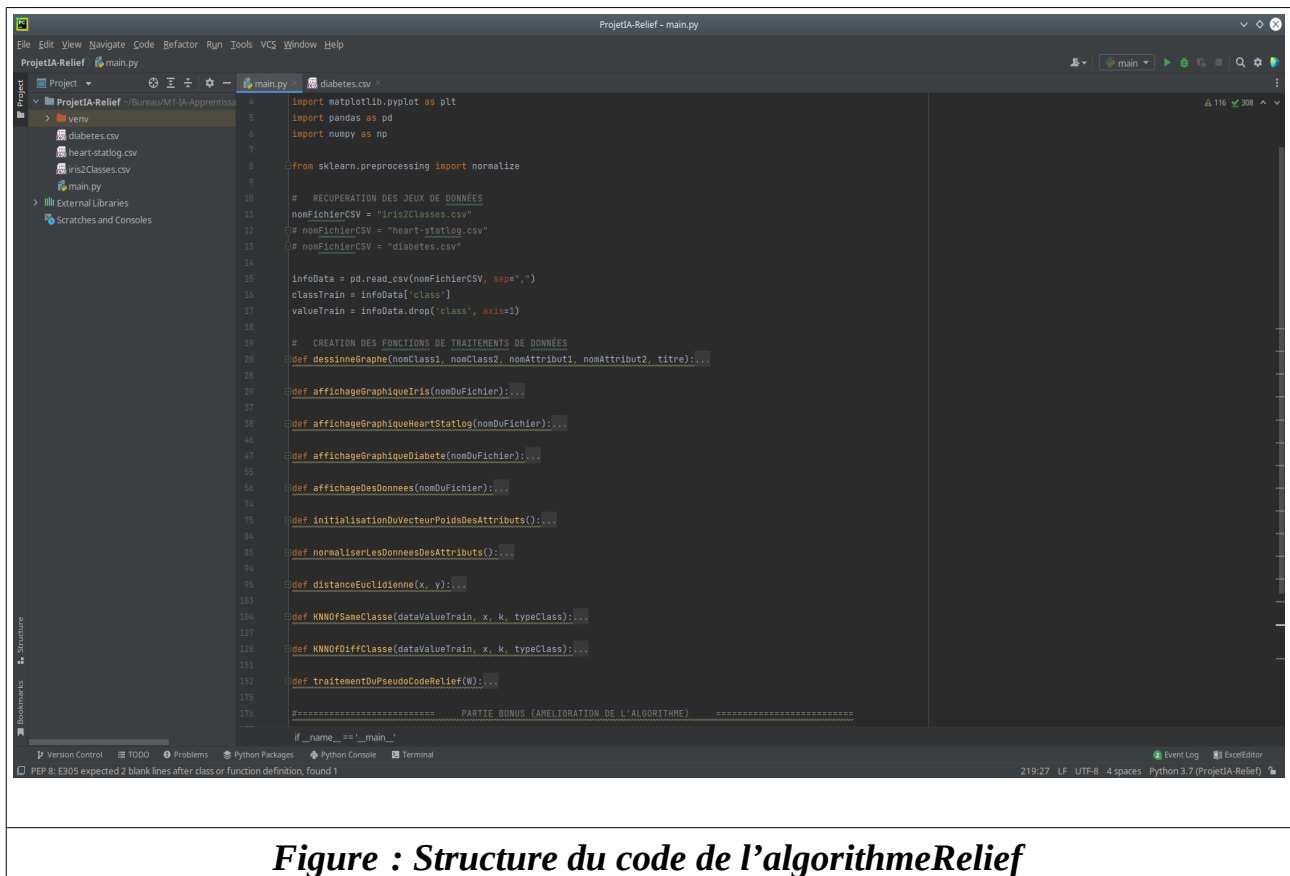 PC
ProjetIA-Relief – main.py
File Edit View Navigate Code Refactor Run Tools VCS Window Help
ProjetIA-Relief main.py
main
Project
Project
main.py
diabetes.csv
ProjetIA-Relief ~/Bureau/M1-IA-Apprentissa
venv
diabetes.csv
heart-statlog.csv
iris2Classes.csv
main.py
External Libraries
Scratches and Consoles
116 308
4 import matplotlib.pyplot as plt
5 import pandas as pd
6 import numpy as np
7
8 from sklearn.preprocessing import normalize
9
10 # RECUPERATION DES JEUX DE DONNÉES
11 nomFichierCSV = "iris2Classes.csv"
12 # nomFichierCSV = "heart-statlog.csv"
13 # nomFichierCSV = "diabetes.csv"
14
15 infoData = pd.read_csv(nomFichierCSV, sep=",")
16 classTrain = infoData['class']
17 valueTrain = infoData.drop('class', axis=1)
18
19 # CREATION DES FONCTIONS DE TRAITEMENTS DE DONNÉES
20 def dessinneGraphe(nomClass1, nomClass2, nomAttribut1, nomAttribut2, titre):...
28
29 def affichageGraphiqueIris(nomDuFichier):...
37
38 def affichageGraphiqueHeartStatlog(nomDuFichier):...
46
47 def affichageGraphiqueDiabete(nomDuFichier):...
55
56 def affichageDesDonnees(nomDuFichier):...
74
75 def initialisationDuVecteurPoidsDesAttributs():...
84
85 def normaliserLesDonneesDesAttributs():...
94
95 def distanceEuclidienne(x, y):...
103
104 def KNNOfSameClasse(dataValueTrain, x, k, typeClass):...
127
128 def KNNOfDiffClasse(dataValueTrain, x, k, typeClass):...
151
152 def traitementDuPseudoCodeRelief(W):...
175
176 #========================== PARTIE BONUS (AMELIORATION DE L'ALGORITHME) ==========================
if __name__ == '__main__'
Structure
Bookmarks
Version Control TODO Problems Python Packages Python Console Terminal
2 Event Log ExcelEditor
PEP 8: E305 expected 2 blank lines after class or function definition, found 1
219:27 LF UTF-8 4 spaces Python 3.7 (ProjetIA-Relief)
Figure : Structure du code de l’algorithmeRelief